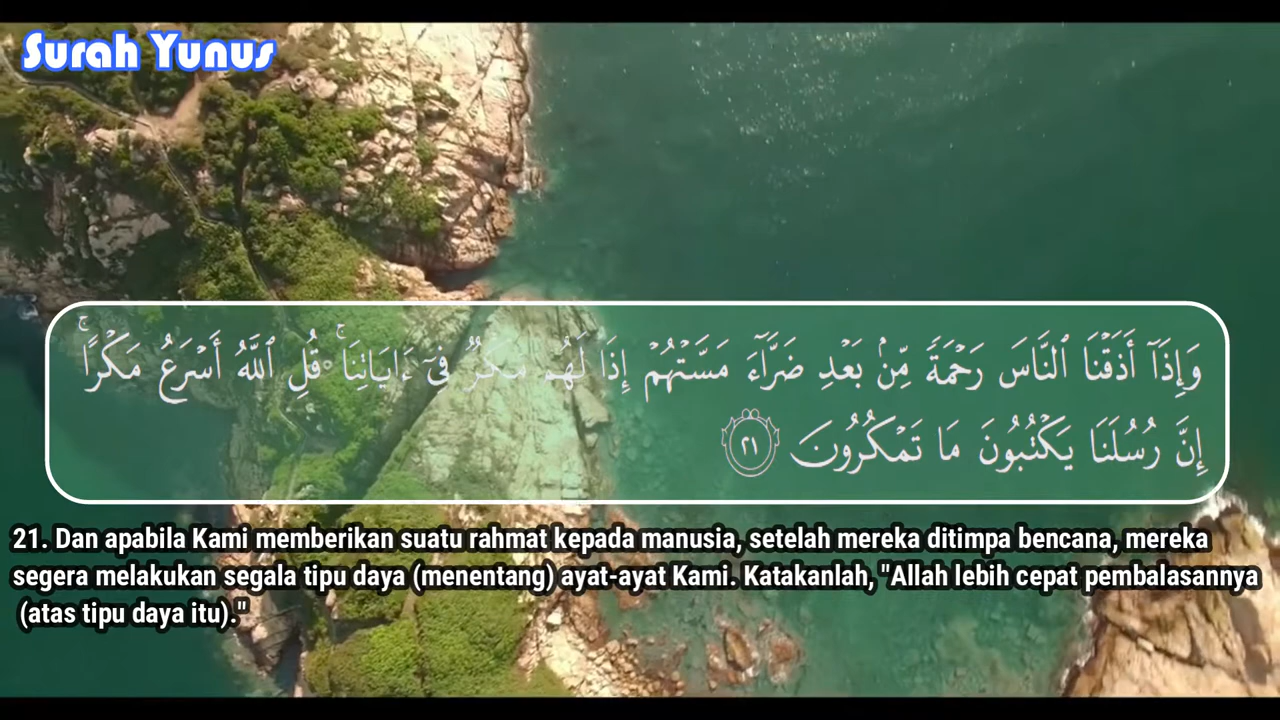 Surah Yunus
وَإِذَآ أَذَقْنَا ٱلنَّاسَ رَحْمَةً مِّنۢ بَعْدِ ضَرَّآءَ مَسَّتْهُمْ إِذَا لَهُم مَّكْرٌ فِىٓ ءَايَاتِنَا ۚ قُلِ ٱللَّهُ أَسْرَعُ مَكْرًا ۚ
إِنَّ رُسُلَنَا يَكْتُبُونَ مَا تَمْكُرُونَ ٢١
21. Dan apabila Kami memberikan suatu rahmat kepada manusia, setelah mereka ditimpa bencana, mereka
segera melakukan segala tipu daya (menentang) ayat-ayat Kami. Katakanlah, "Allah lebih cepat pembalasannya
(atas tipu daya itu)."